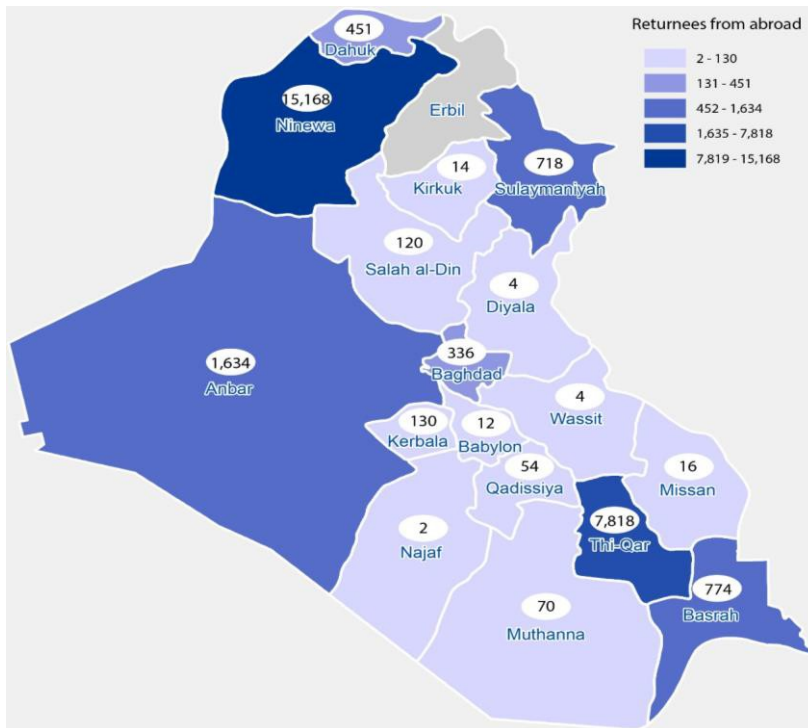 Returnees from abroad
2 - 130
131 - 451
452 - 1,634
1,635 - 7,818
7,819 - 15,168
451
Dahuk
15,168
Ninewa
Erbil
14
Kirkuk
718
Sulaymaniyah
120
Salah al-Din
4
Diyala
1,634
Anbar
336
Baghdad
4
Wassit
130
Kerbala
12
Babylon
54
Qadissiya
16
Missan
2
Najaf
7,818
Thi-Qar
774
Basrah
70
Muthanna